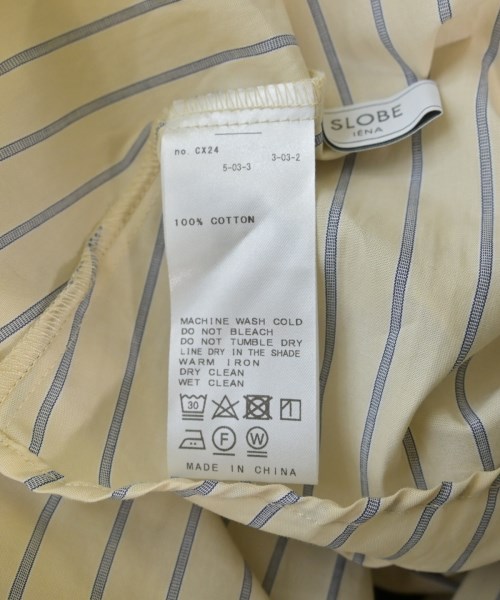 SLOBE
IENA
no. CX24
5-03-3 3-03-2
100% COTTON
MACHINE WASH COLD
DO NOT BLEACH
DO NOT TUMBLE DRY
LINE DRY IN THE SHADE
WARM IRON
DRY CLEAN
WET CLEAN
30
F W
MADE IN CHINA